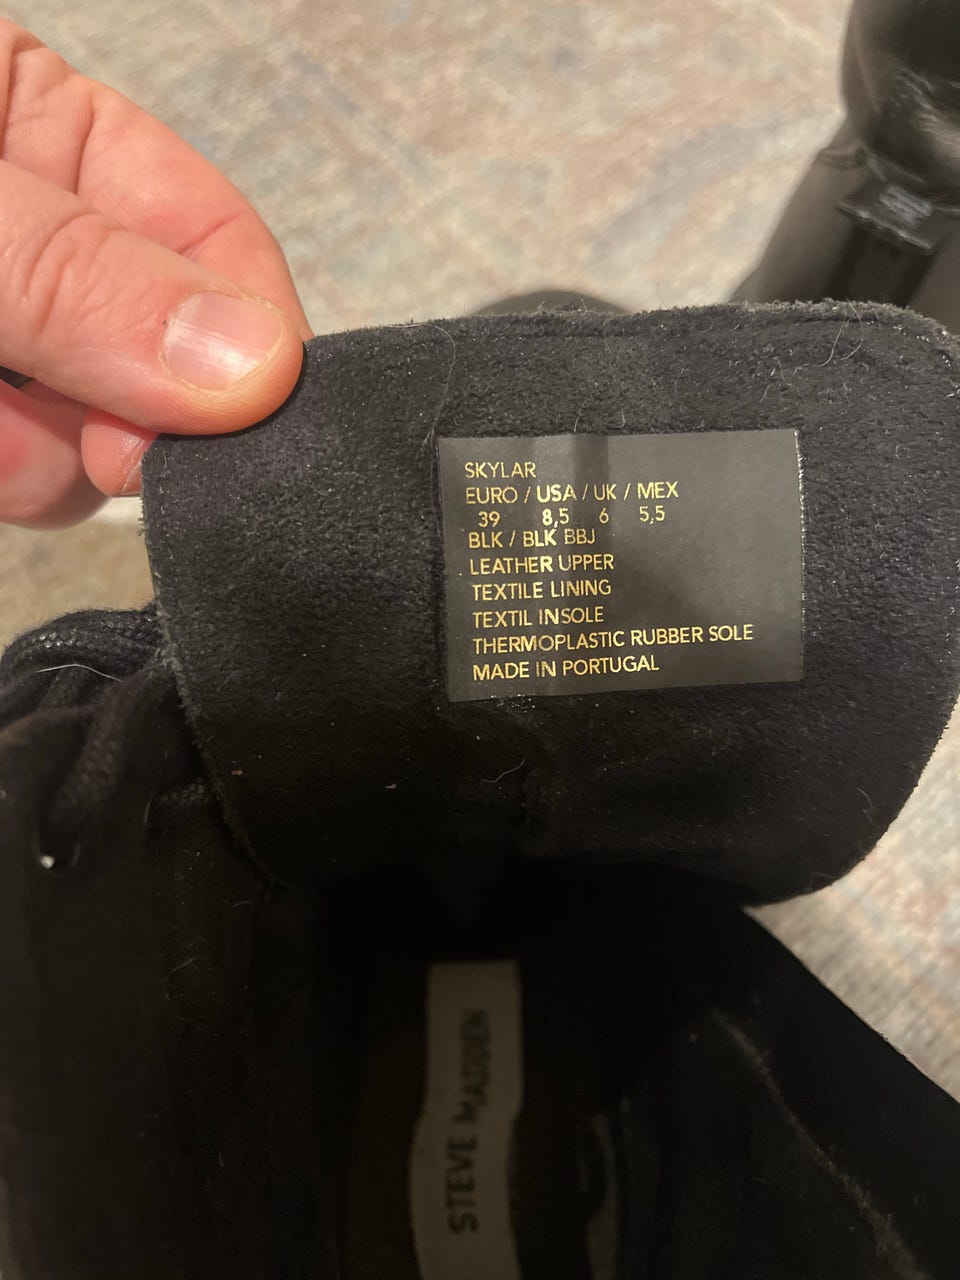 SKYLAR
EURO / USA / UK / MEX
39 8,5 6 5,5
BLK / BLK BBJ
LEATHER UPPER
TEXTILE LINING
TEXTIL INSOLE
THERMOPLASTIC RUBBER SOLE
MADE IN PORTUGAL
STEVE MADDEN